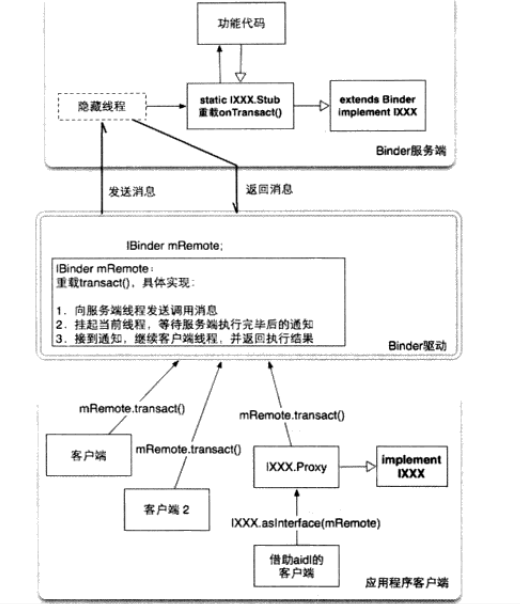 功能代码
隐藏线程
static IXXX.Stub
重载onTransact()
extends Binder
implement IXXX
Binder服务端
发送消息
返回消息
IBinder mRemote;
IBinder mRemote:
重载transact()，具体实现：
1．向服务端线程发送调用消息
2．挂起当前线程，等待服务端执行完毕后的通知
3．接到通知，继续客户端线程，并返回执行结果
Binder驱动
mRemote.transact()
mRemote.transact()
mRemote.transact()
客户端
客户端 2
IXXX.Proxy
implement
IXXX
IXXX.asInterface(mRemote)
借助aidl的
客户端
应用程序客户端